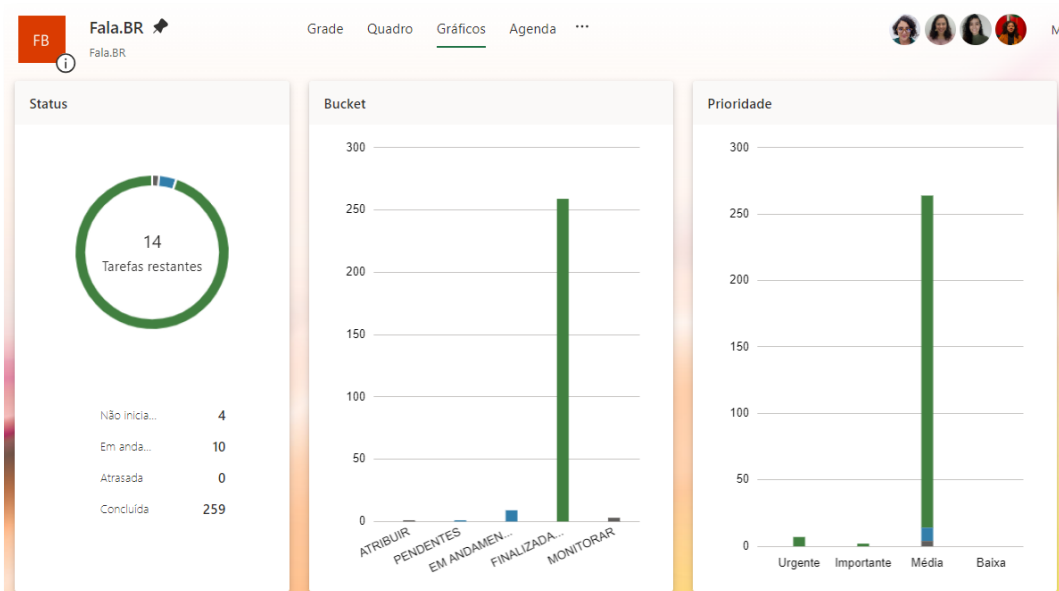 FB
Fala.BR
Fala.BR
Grade Quadro Gráficos Agenda ...
M
Status
14
Tarefas restantes
Não inicia... 4
Em anda... 10
Atrasada 0
Concluída 259
Bucket
300
250
200
150
100
50
0
ATRIBUIR
PENDENTES
EM ANDAMEN...
FINALIZADA...
MONITORAR
Prioridade
300
250
200
150
100
50
0
Urgente Importante Média Baixa